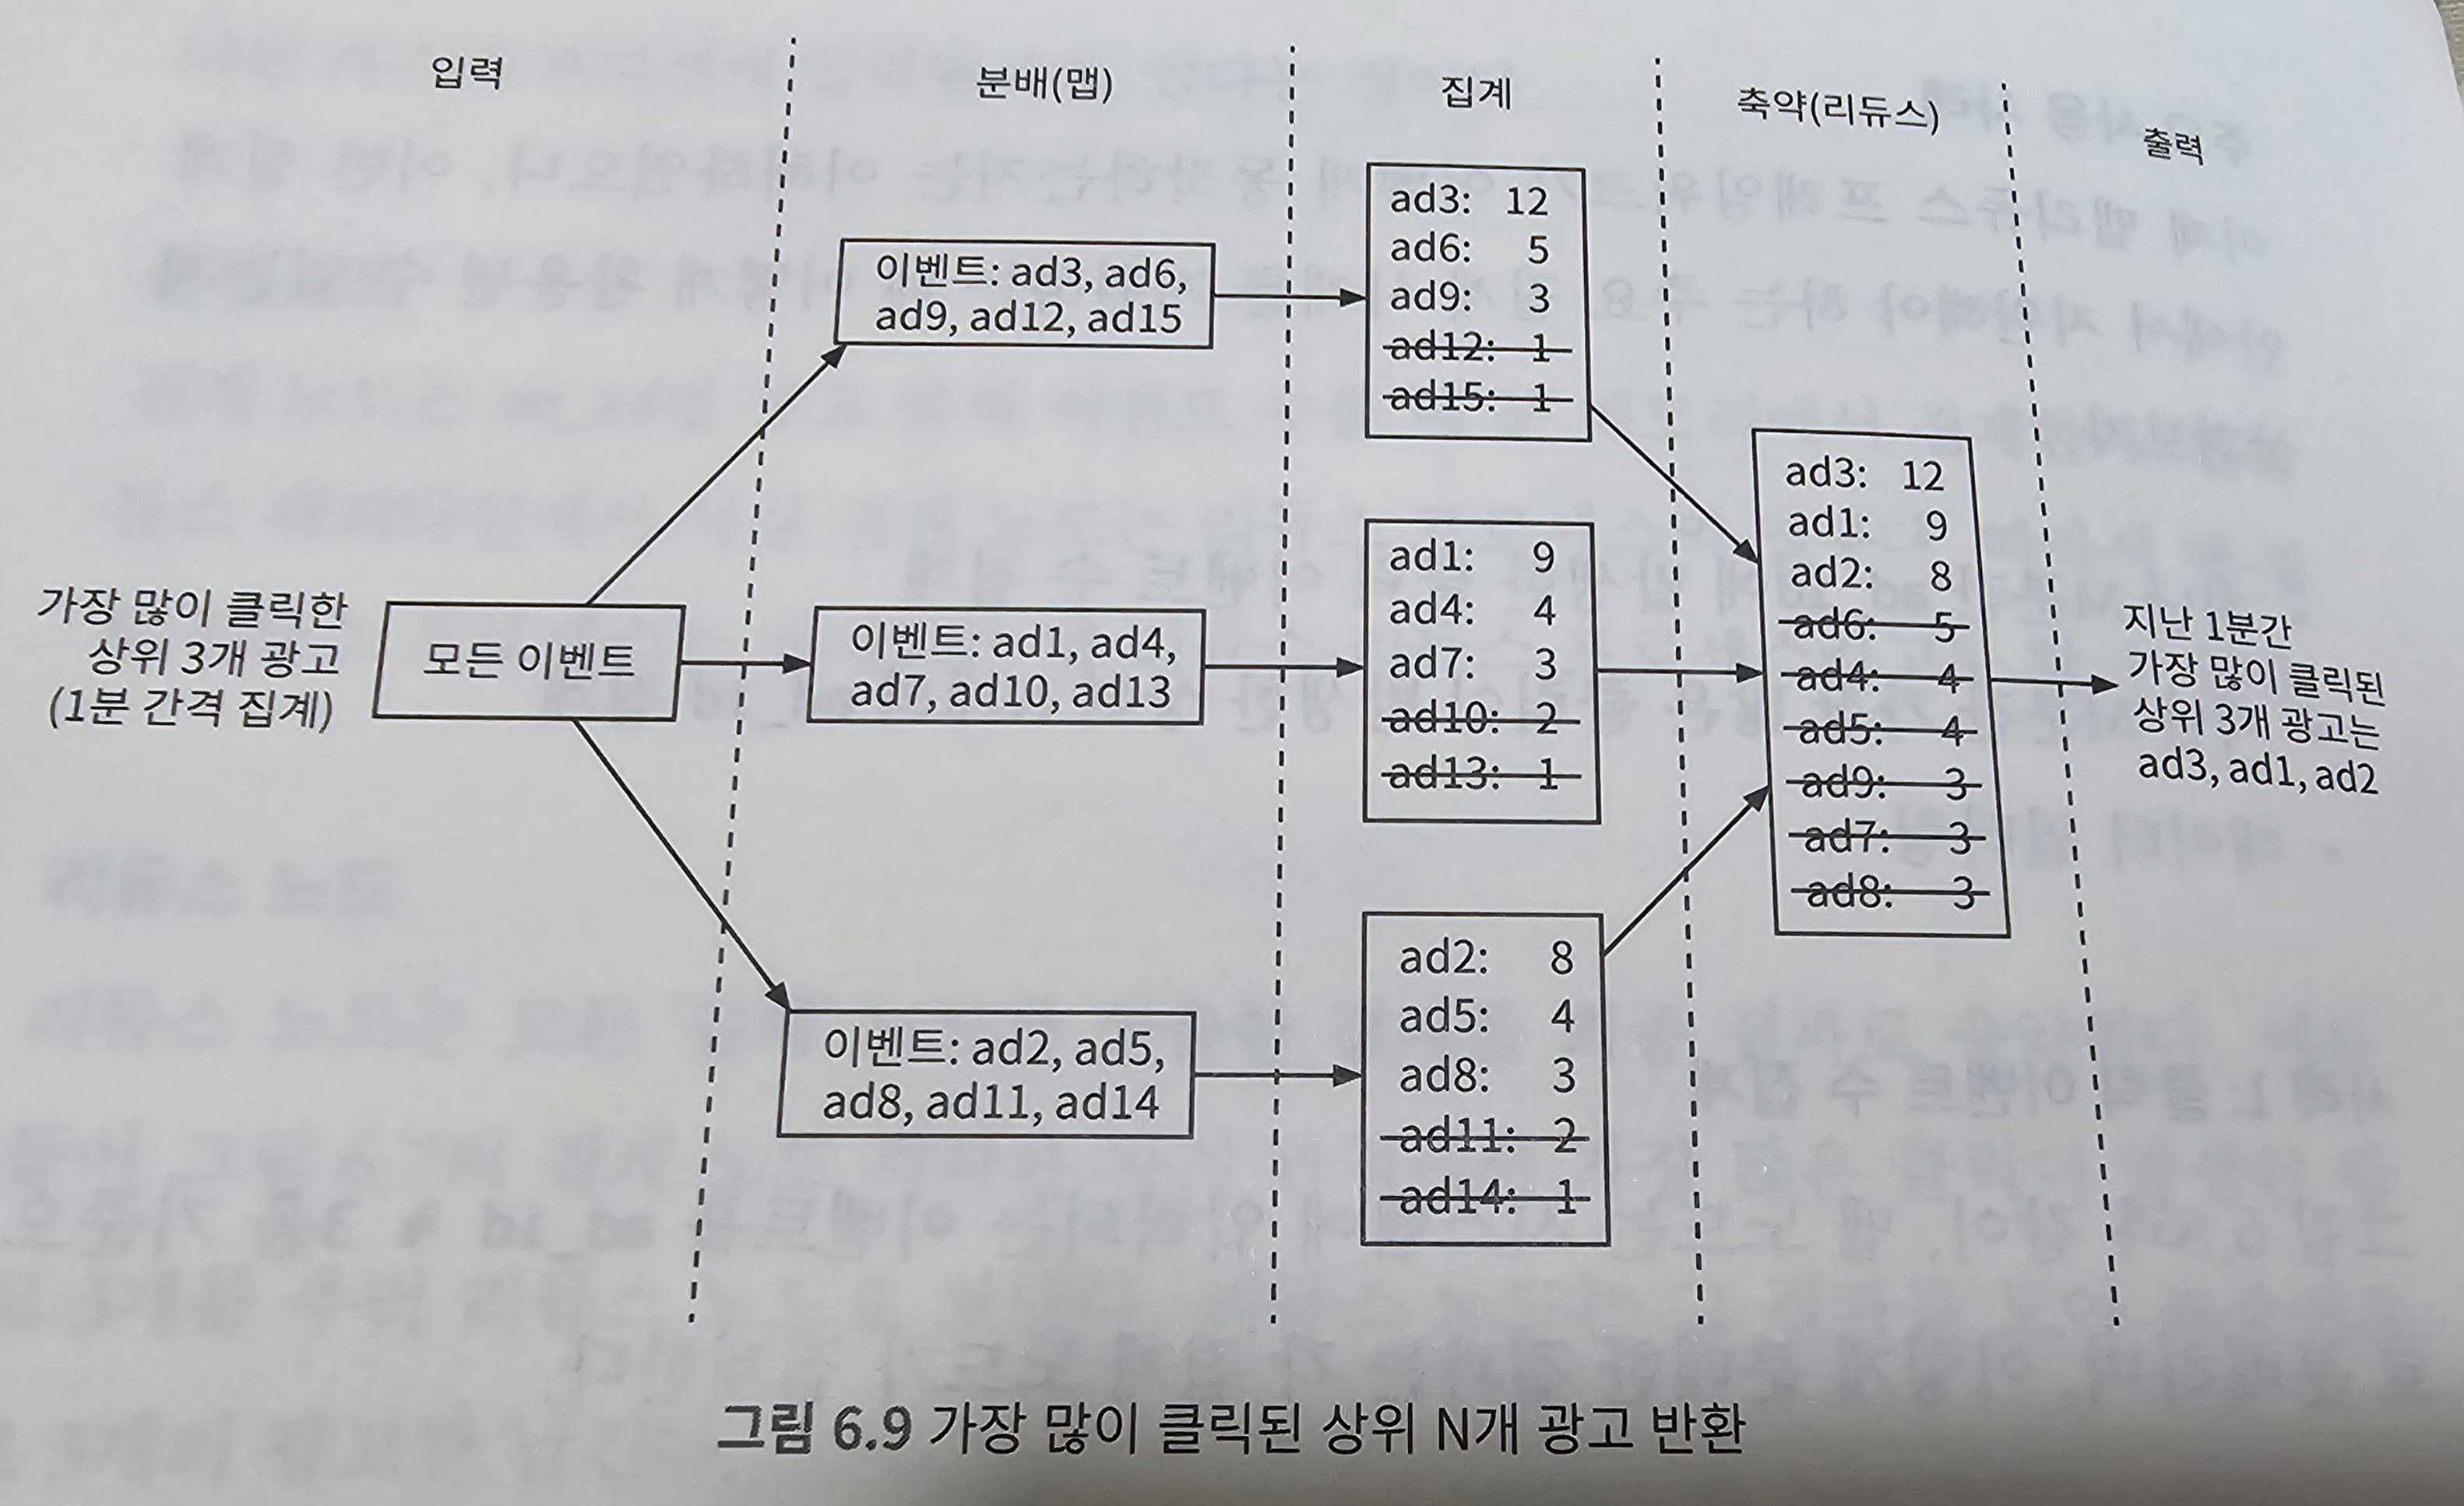 입력
분배(맵)
집계
축약(리듀스)
출력
가장 많이 클릭한
상위 3개 광고
(1분 간격 집계)
모든 이벤트
이벤트: ad3, ad6,
ad9, ad12, ad15
이벤트: ad1, ad4,
ad7, ad10, ad13
이벤트: ad2, ad5,
ad8, ad11, ad14
ad3: 12
ad6: 5
ad9: 3
ad12: 1
ad15: 1
ad1: 9
ad4: 4
ad7: 3
ad10: 2
ad13: 1
ad2: 8
ad5: 4
ad8: 3
ad11: 2
ad14: 1
ad3: 12
ad1: 9
ad2: 8
ad6: 5
ad4: 4
ad5: 4
ad9: 3
ad7: 3
ad8: 3
지난 1분간
가장 많이 클릭된
상위 3개 광고는
ad3, ad1, ad2
그림 6.9 가장 많이 클릭된 상위 N개 광고 반환